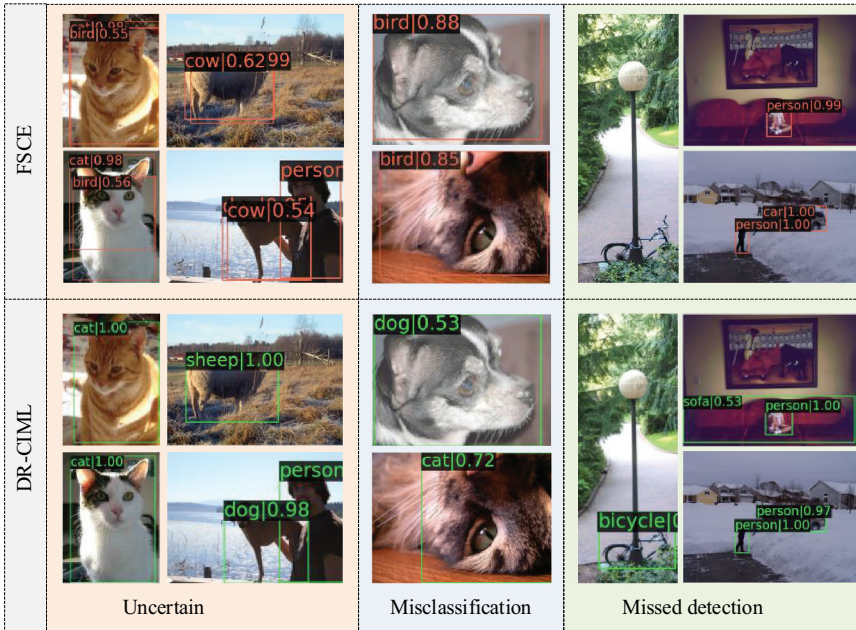 FSCE
cat|0.98
bird|0.55
cow|0.6299
bird|0.88
person|0.99
cat|0.98
bird|0.56
person
cow|0.54
bird|0.85
car|1.00
person|1.00
DR-CIML
cat|1.00
sheep|1.00
dog|0.53
sofa|0.53
person|1.00
cat|1.00
person
dog|0.98
cat|0.72
bicycle|
person|0.97
person|1.00
Uncertain
Misclassification
Missed detection